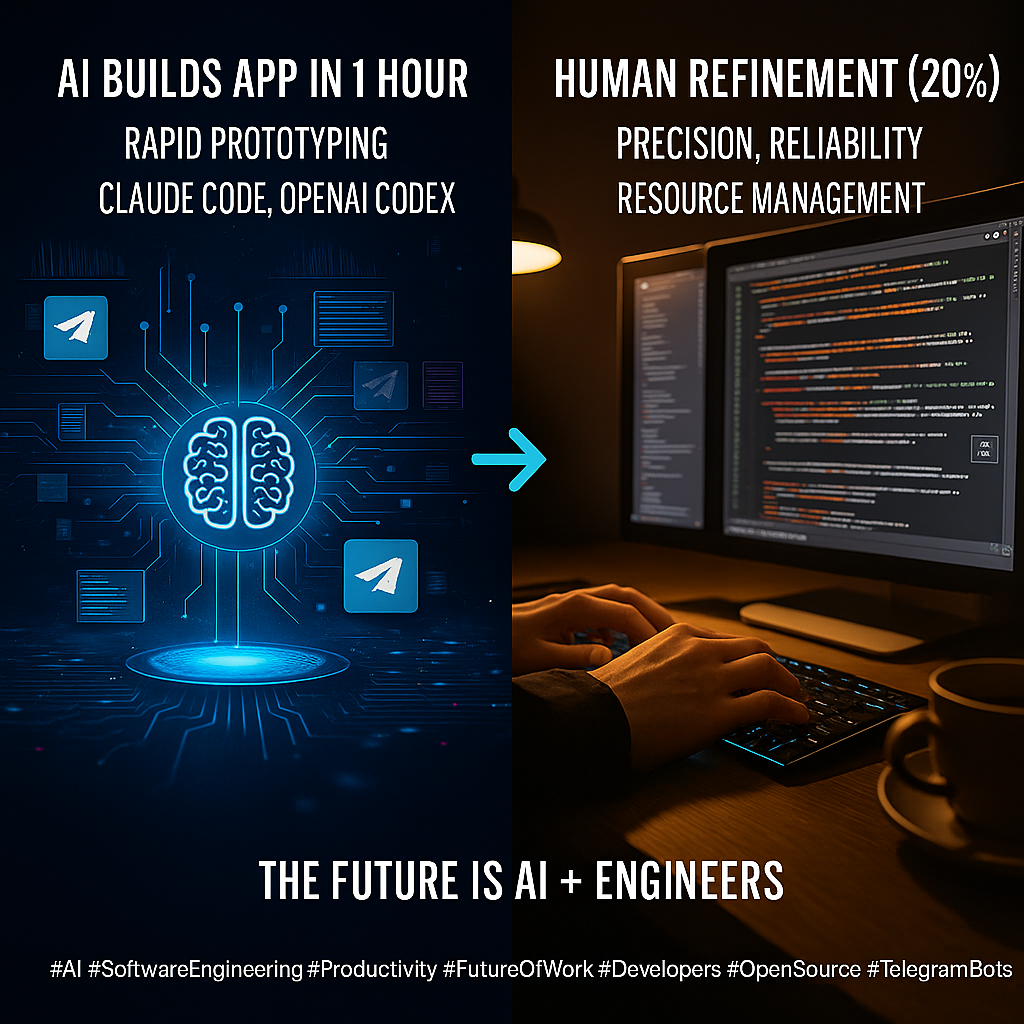 AI BUILDS APP IN 1 HOUR
RAPID PROTOTYPING
CLAUDE CODE, OPENAI CODEX
HUMAN REFINEMENT (20%)
PRECISION, RELIABILITY
RESOURCE MANAGEMENT
THE FUTURE IS AI + ENGINEERS
#AI #SoftwareEngineering #Productivity #FutureOfWork #Developers #OpenSource #TelegramBots